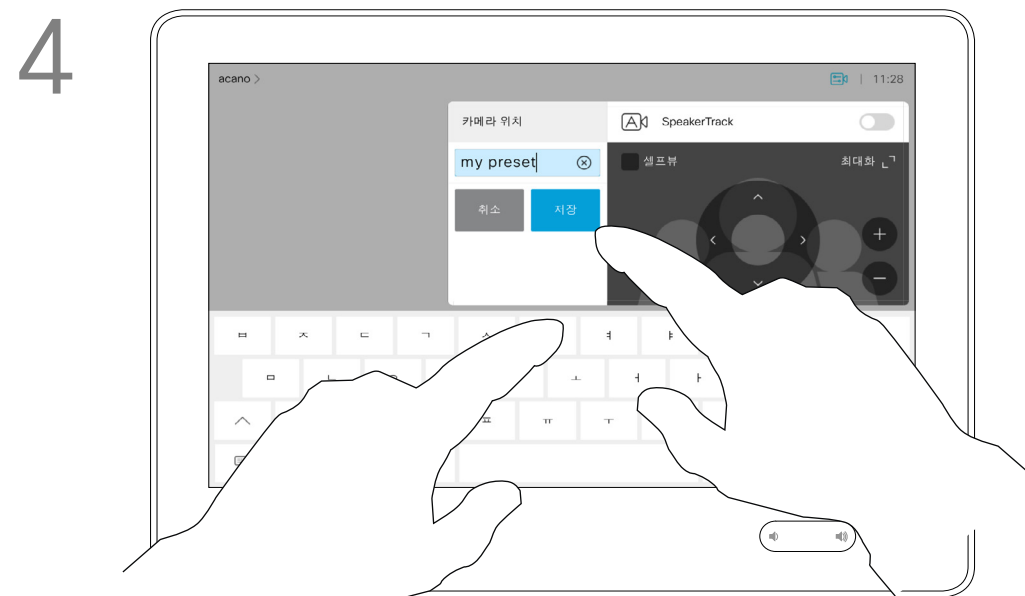 4
acano >
11:28
카메라 위치
SpeakerTrack
my preset
셀프뷰
최대화
취소
저장
ㅂ ㅈ ㄷ ㄱ ㅕ ㅑ
ㅁ ㅗ ㅓ ㅏ
ㅍ ㅠ ㅜ